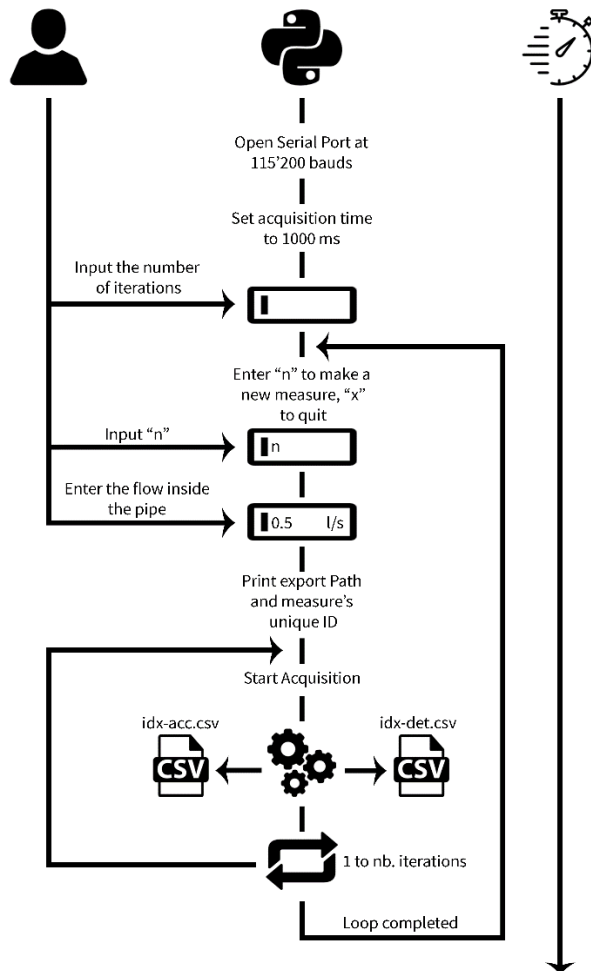 Open Serial Port at
115'200 bauds
Set acquisition time
to 1000 ms
Input the number
of iterations
Enter “n” to make a
new measure, “x”
to quit
Input “n”
n
Enter the flow inside
the pipe
0.5 l/s
Print export Path
and measure's
unique ID
Start Acquisition
idx-acc.csv
idx-det.csv
CSV
CSV
1 to nb. iterations
Loop completed